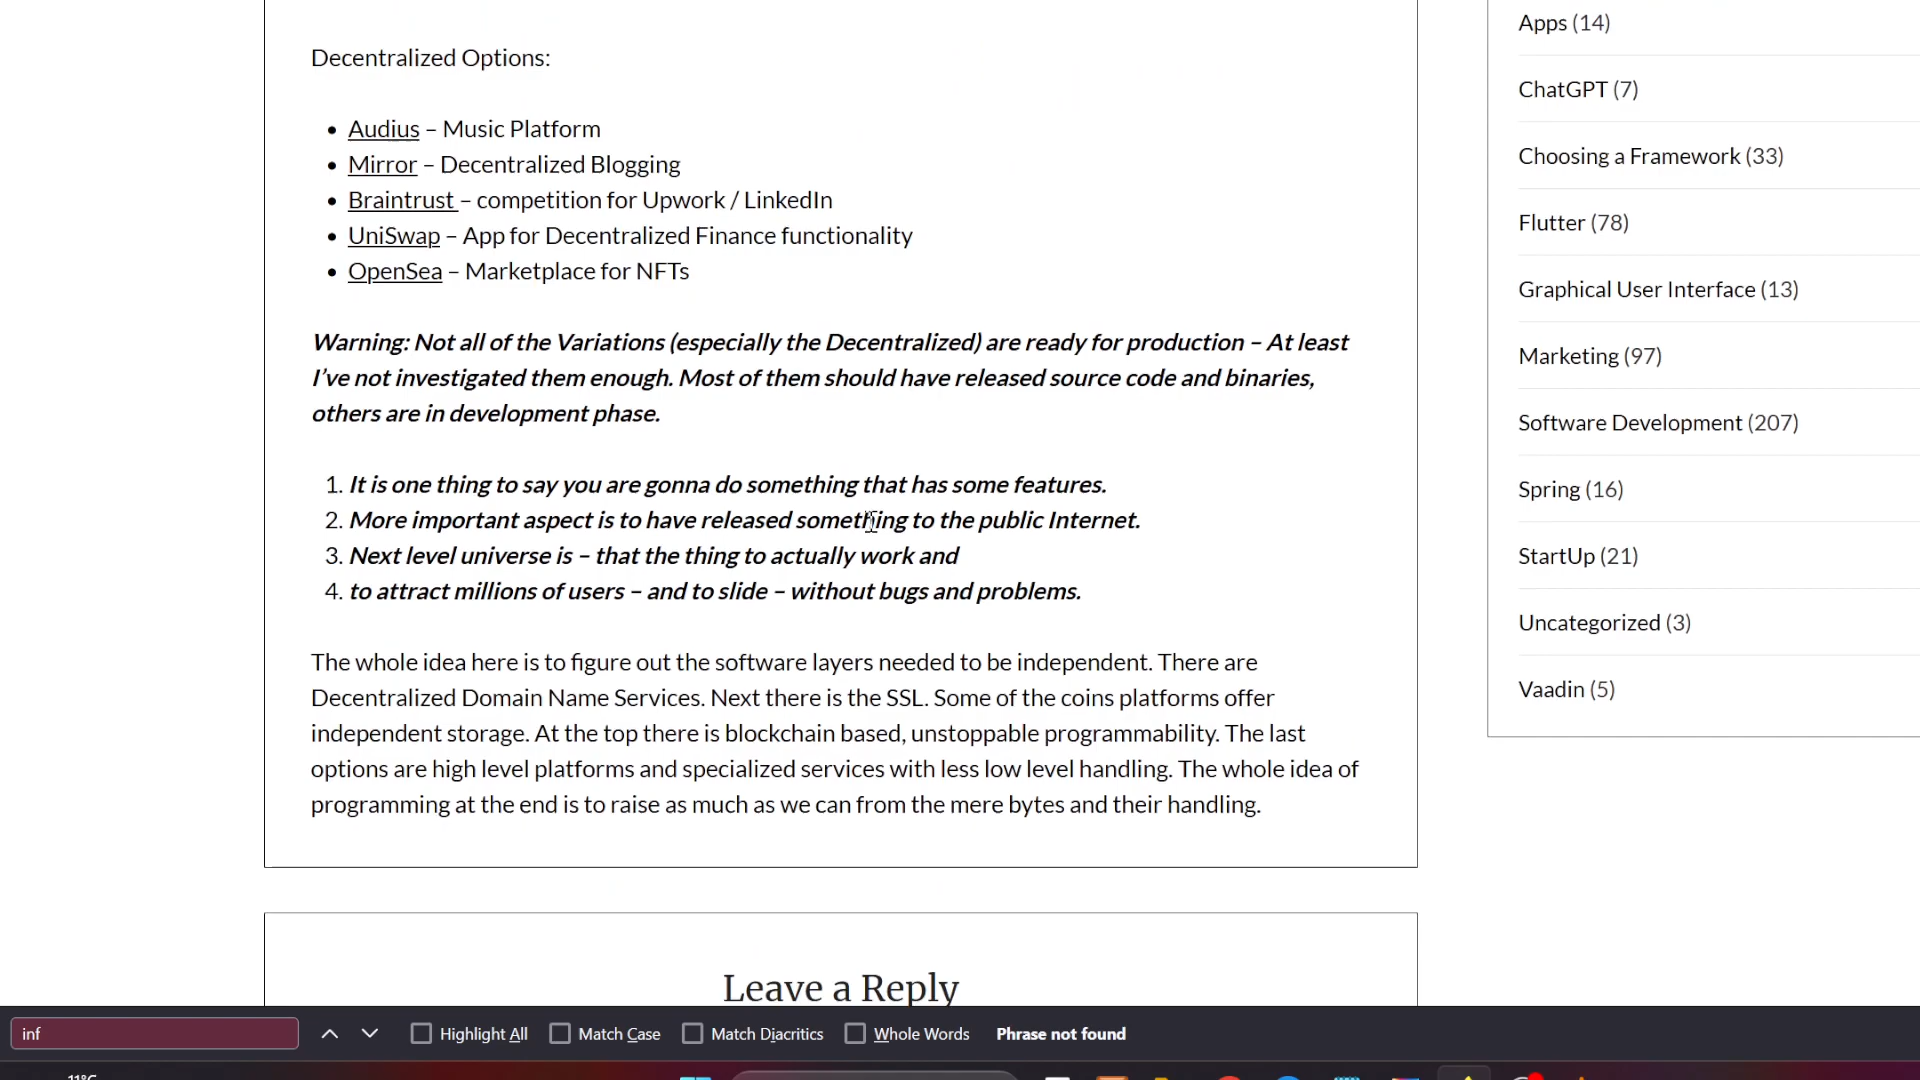 Decentralized Options:
Audius – Music Platform
Mirror – Decentralized Blogging
Braintrust – competition for Upwork / LinkedIn
UniSwap – App for Decentralized Finance functionality
OpenSea – Marketplace for NFTs
Warning: Not all of the Variations (especially the Decentralized) are ready for production – At least
I've not investigated them enough. Most of them should have released source code and binaries,
others are in development phase.
1. It is one thing to say you are gonna do something that has some features.
2. More important aspect is to have released something to the public Internet.
3. Next level universe is – that the thing to actually work and
4. to attract millions of users – and to slide – without bugs and problems.
The whole idea here is to figure out the software layers needed to be independent. There are
Decentralized Domain Name Services. Next there is the SSL. Some of the coins platforms offer
independent storage. At the top there is blockchain based, unstoppable programmability. The last
options are high level platforms and specialized services with less low level handling. The whole idea of
programming at the end is to raise as much as we can from the mere bytes and their handling.
Leave a Reply
Apps (14)
ChatGPT (7)
Choosing a Framework (33)
Flutter (78)
Graphical User Interface (13)
Marketing (97)
Software Development (207)
Spring (16)
StartUp (21)
Uncategorized (3)
Vaadin (5)
inf
Highlight All
Match Case
Match Diacritics
Whole Words
Phrase not found
11°C